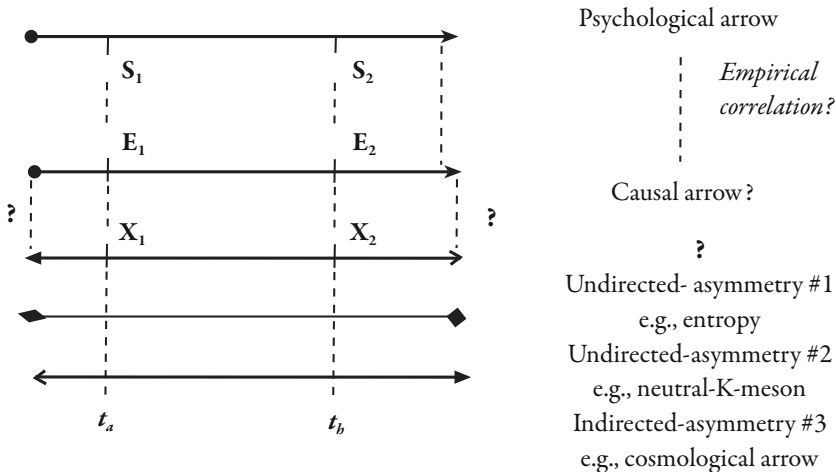 Psychological arrow
S₁ S₂
Empirical
correlation?
E₁ E₂
Causal arrow?
? ?
X₁ X₂
?
Undirected- asymmetry #1
e.g., entropy
Undirected-asymmetry #2
e.g., neutral-K-meson
tₐ t_b
Indirected-asymmetry #3
e.g., cosmological arrow